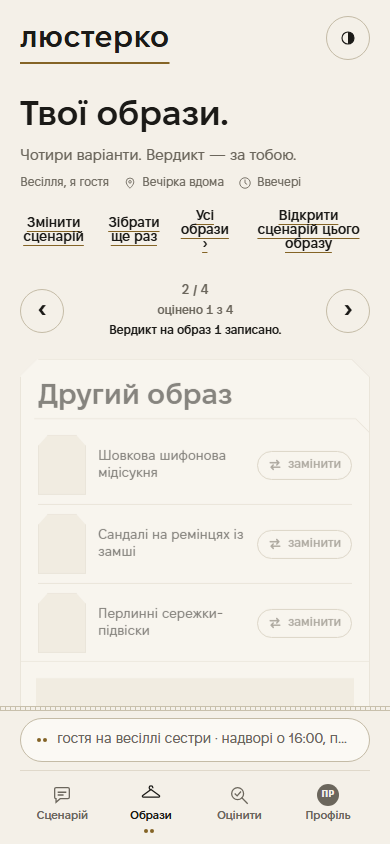 люстерко
Твої образи.
Чотири варіанти. Вердикт — за тобою.
Весілля, я гостя Вечірка вдома Ввечері
Змінити сценарій
Зібрати ще раз
Усі образи ›
Відкрити сценарій цього образу
‹
2 / 4
оцінено 1 з 4
Вердикт на образ 1 записано.
›
Другий образ
Шовкова шифонова мідісукня
замінити
Сандалі на ремінцях із замші
замінити
Перлинні сережки-підвіски
замінити
гостя на весіллі сестри · надворі о 16:00, п...
Сценарій
Образи
Оцінити
ПР
Профіль